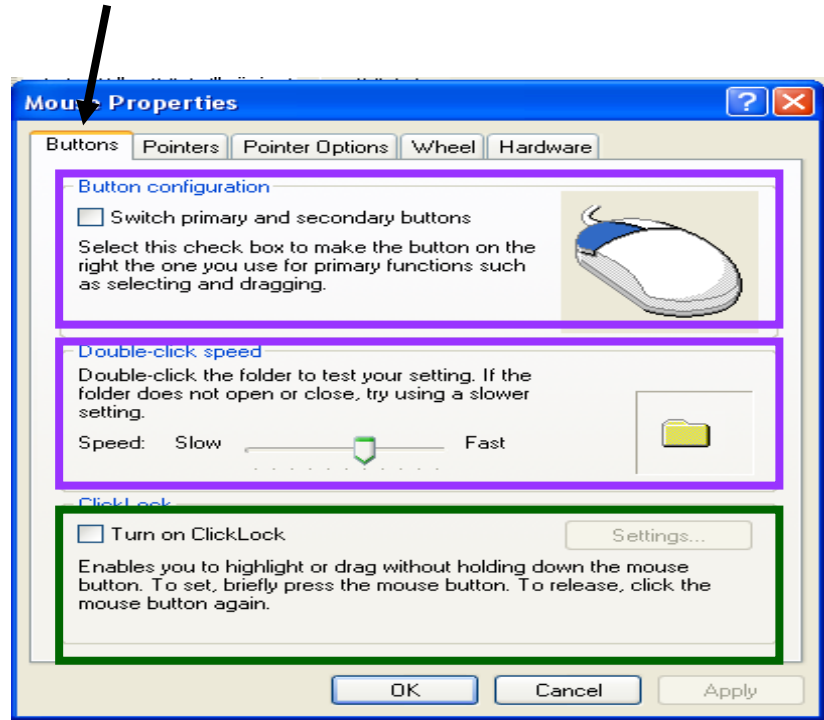 Mouse Properties
Buttons Pointers Pointer Options Wheel Hardware
Button configuration
Switch primary and secondary buttons
Select this check box to make the button on the
right the one you use for primary functions such
as selecting and dragging.
Double-click speed
Double-click the folder to test your setting. If the
folder does not open or close, try using a slower
setting.
Speed: Slow Fast
ClickLock
Turn on ClickLock
Settings...
Enables you to highlight or drag without holding down the mouse
button. To set, briefly press the mouse button. To release, click the
mouse button again.
OK Cancel Apply